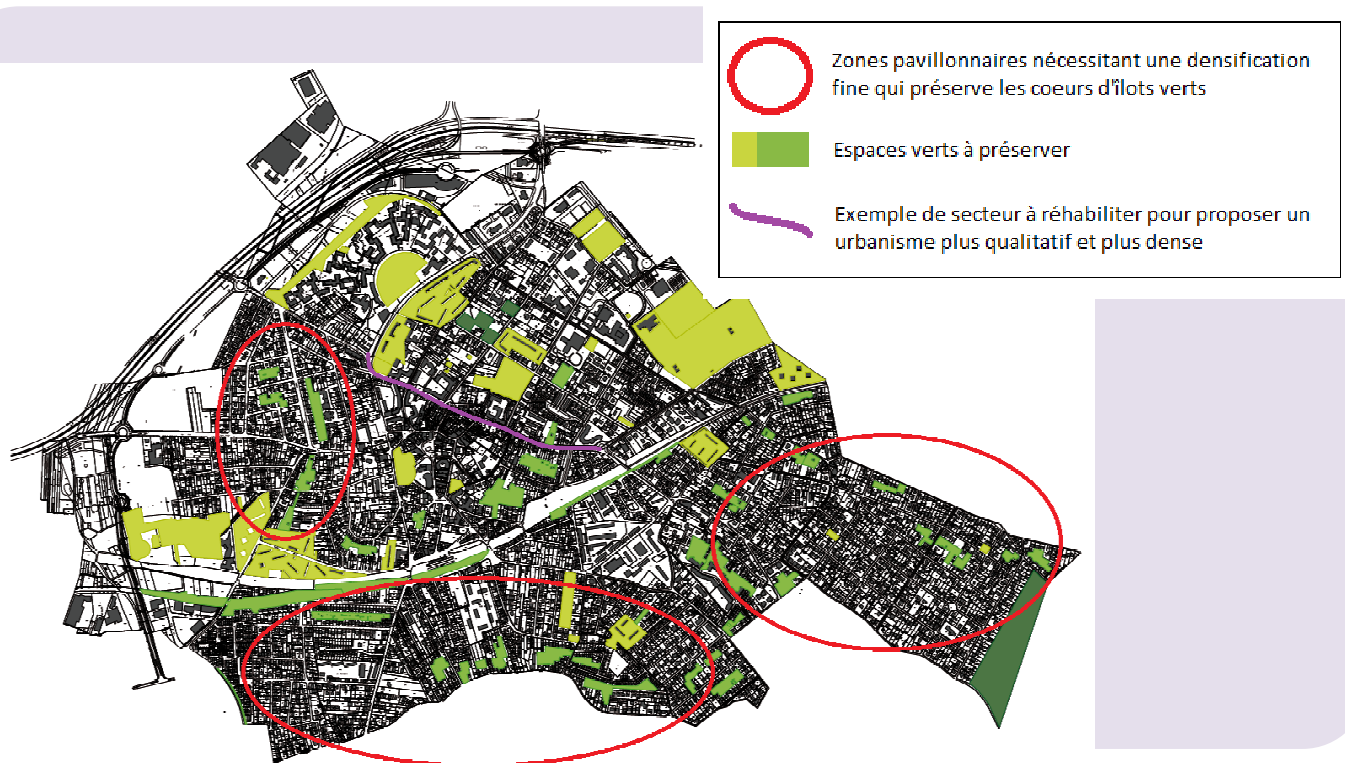 Zones pavillonnaires nécessitant une densification
fine qui préserve les coeurs d'îlots verts
Espaces verts à préserver
Exemple de secteur à réhabiliter pour proposer un
urbanisme plus qualitatif et plus dense